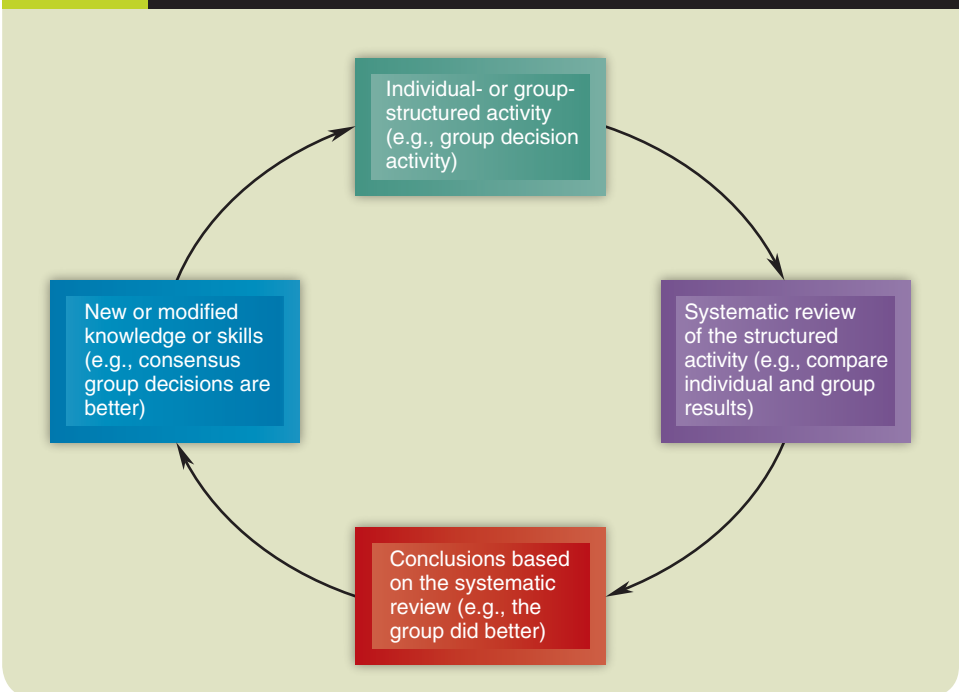 Individual- or group-
structured activity
(e.g., group decision
activity)
Systematic review
of the structured
activity (e.g., compare
individual and group
results)
Conclusions based
on the systematic
review (e.g., the
group did better)
New or modified
knowledge or skills
(e.g., consensus
group decisions are
better)